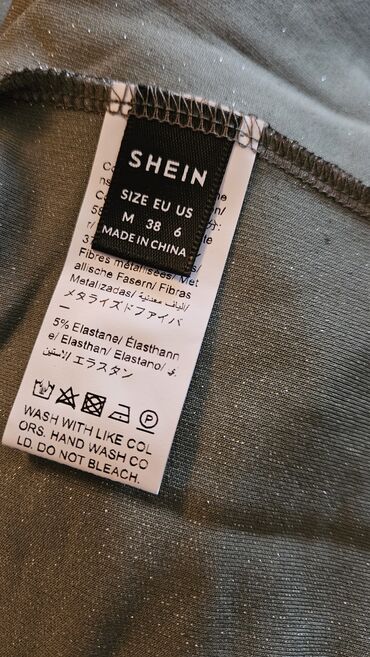 SHEIN
SIZE EU US
M 38 6
MADE IN CHINA
Fibres métallisées/ Met
allische Fasern/ Fibras
Metalizadas/ ألياف معدنية/
メタライズドファイバ
5% Elastane/ Élasthann
e/ Elasthan/ Elastano/
الاستين/ エラスタン
WASH WITH LIKE COL
ORS. HAND WASH CO
LD. DO NOT BLEACH.